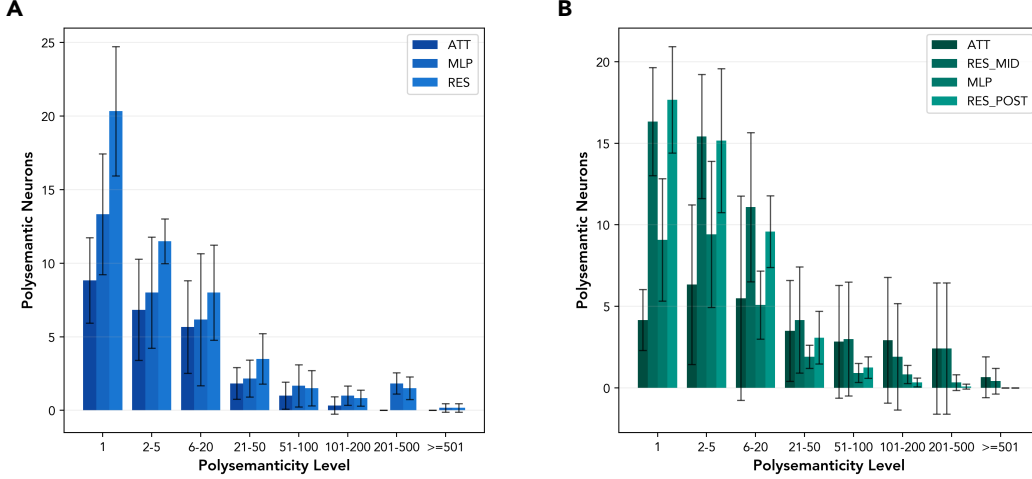 A
25
20
15
10
5
0
Polysemantic Neurons
ATT
MLP
RES
1 2-5 6-20 21-50 51-100 101-200 201-500 >=501
Polysemanticity Level
B
20
15
10
5
0
Polysemantic Neurons
ATT
RES_MID
MLP
RES_POST
1 2-5 6-20 21-50 51-100 101-200 201-500 >=501
Polysemanticity Level